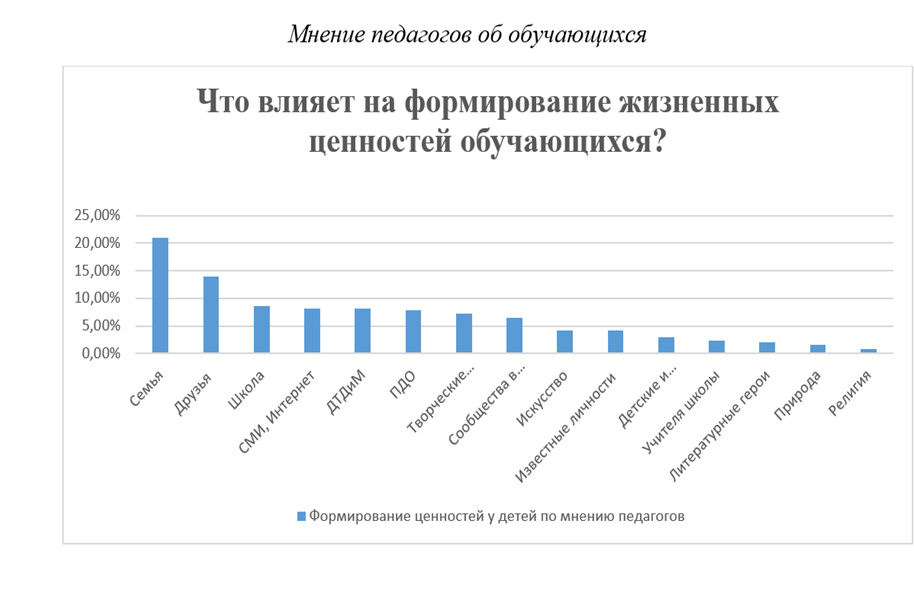 Мнение педагогов об обучающихся
Что влияет на формирование жизненных
ценностей обучающихся?
25,00%
20,00%
15,00%
10,00%
5,00%
0,00%
Семья
Друзья
Школа
СМИ, Интернет
ДТДиМ
ПДО
Творческие...
Сообщества в...
Искусство
Известные личности
Детские и...
Учителя школы
Литературные герои
Природа
Религия
Формирование ценностей у детей по мнению педагогов